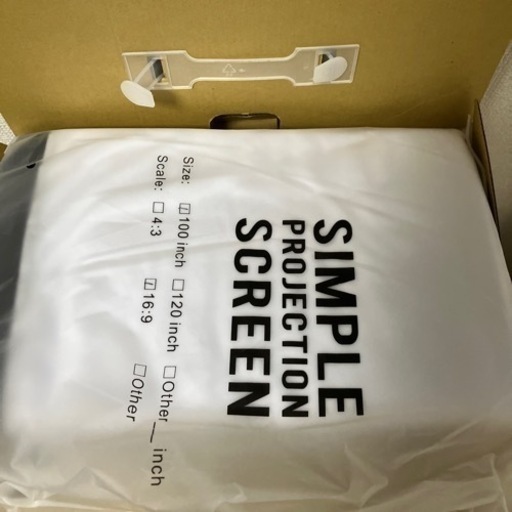 SIMPLE
PROJECTION
SCREEN
Size: ☑100 inch ☐120 inch ☐Other__ inch
Scale: ☐4:3 ☑16:9 ☐Other